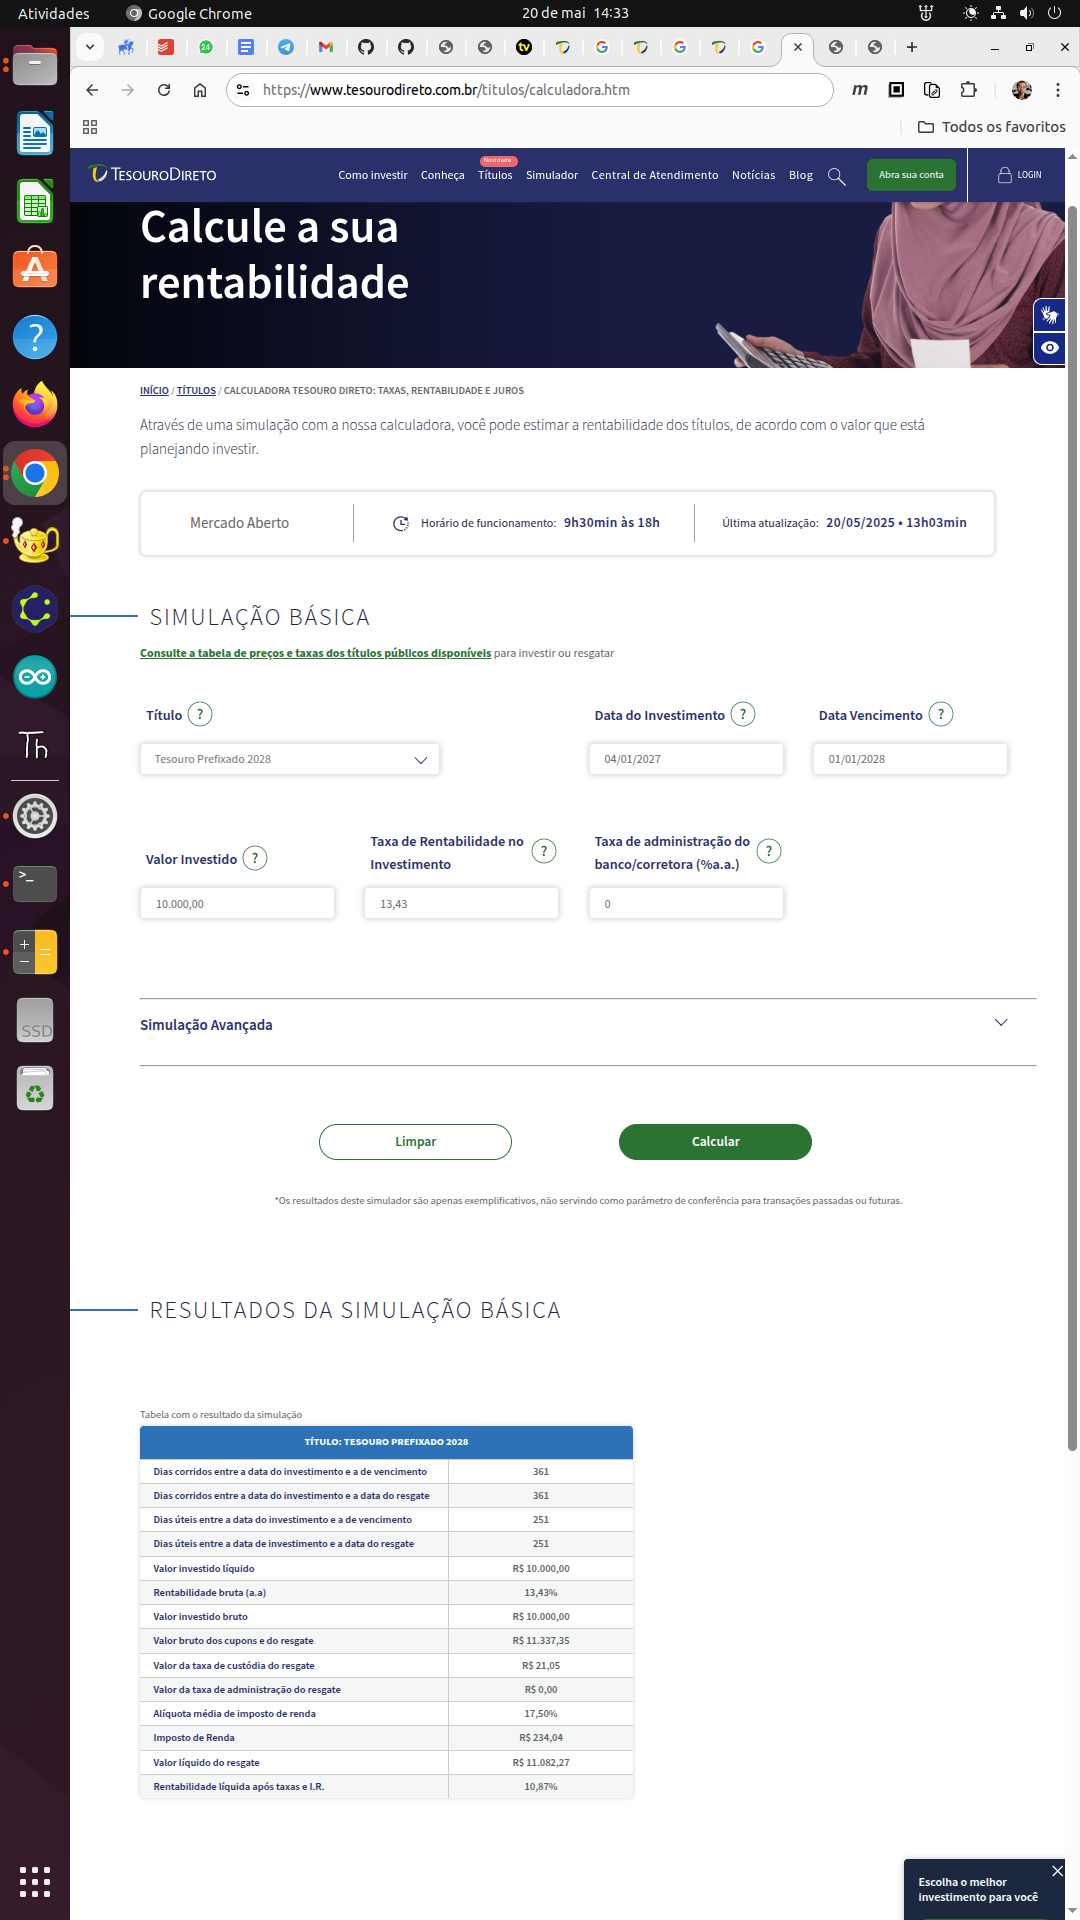 Atividades
Google Chrome
20 de mai 14:33
24
tv
https://www.tesourodireto.com.br/titulos/calculadora.htm
m
Todos os favoritos
TESOURODIRETO
Como investir
Conheça
Novidade
Títulos
Simulador
Central de Atendimento
Notícias
Blog
Abra sua conta
LOGIN
Calcule a sua
rentabilidade
INÍCIO / TÍTULOS / CALCULADORA TESOURO DIRETO: TAXAS, RENTABILIDADE E JUROS
Através de uma simulação com a nossa calculadora, você pode estimar a rentabilidade dos títulos, de acordo com o valor que está
planejando investir.
Mercado Aberto
Horário de funcionamento: 9h30min às 18h
Última atualização: 20/05/2025 • 13h03min
SIMULAÇÃO BÁSICA
Consulte a tabela de preços e taxas dos títulos públicos disponíveis para investir ou resgatar
Título ?
Data do Investimento ?
Data Vencimento ?
Tesouro Prefixado 2028
04/01/2027
01/01/2028
Valor Investido ?
Taxa de Rentabilidade no
Investimento ?
Taxa de administração do
banco/corretora (%a.a.) ?
10.000,00
13,43
0
Simulação Avançada
Limpar
Calcular
*Os resultados deste simulador são apenas exemplificativos, não servindo como parâmetro de conferência para transações passadas ou futuras.
RESULTADOS DA SIMULAÇÃO BÁSICA
Tabela com o resultado da simulação
TÍTULO: TESOURO PREFIXADO 2028
Dias corridos entre a data do investimento e a de vencimento 361
Dias corridos entre a data do investimento e a data do resgate 361
Dias úteis entre a data do investimento e a de vencimento 251
Dias úteis entre a data de investimento e a data do resgate 251
Valor investido líquido R$ 10.000,00
Rentabilidade bruta (a.a) 13,43%
Valor investido bruto R$ 10.000,00
Valor bruto dos cupons e do resgate R$ 11.337,35
Valor da taxa de custódia do resgate R$ 21,05
Valor da taxa de administração do resgate R$ 0,00
Alíquota média de imposto de renda 17,50%
Imposto de Renda R$ 234,04
Valor líquido do resgate R$ 11.082,27
Rentabilidade líquida após taxas e I.R. 10,87%
Escolha o melhor
investimento para você
?
Th
>_
SSD